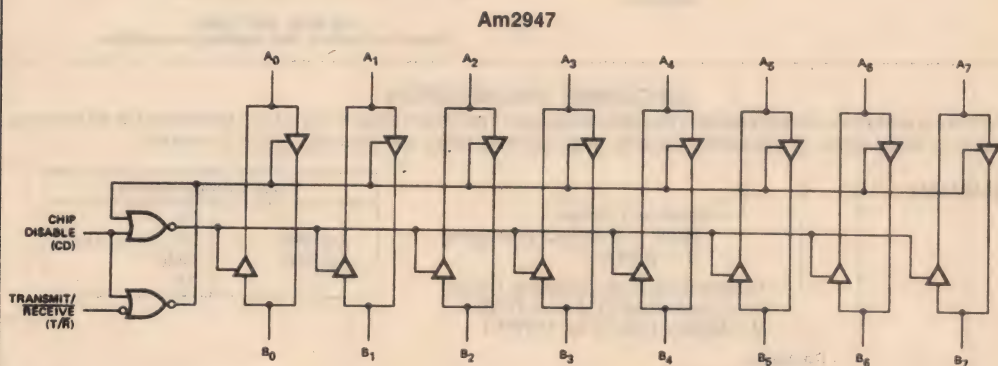 Am2947
A0 A1 A2 A3 A4 A5 A6 A7
CHIP
DISABLE
(CD)
TRANSMIT/
RECEIVE
(T/R̅)
B0 B1 B2 B3 B4 B5 B6 B7